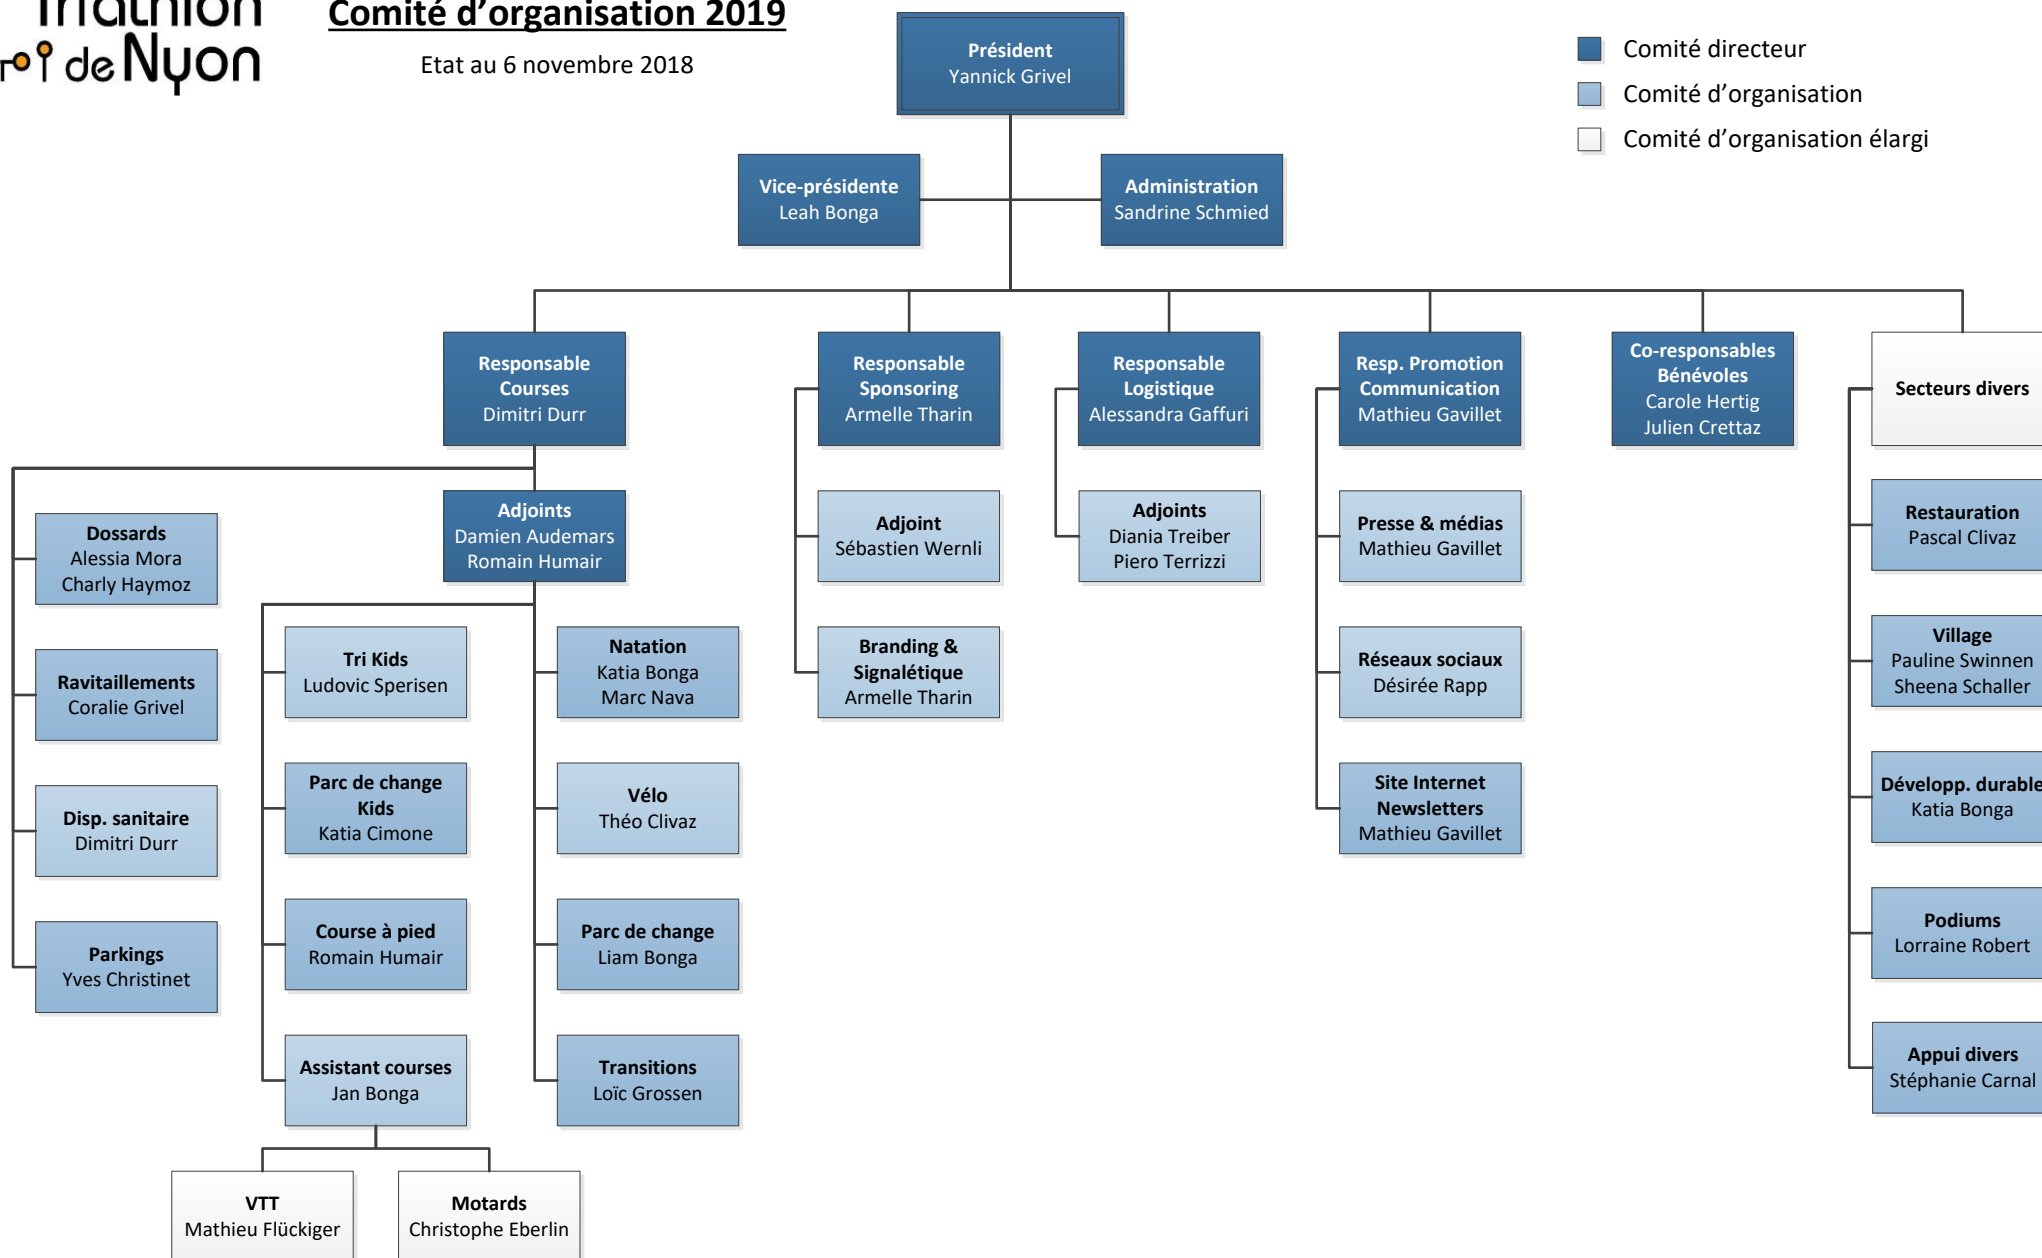 Triathlon
de Nyon
Comité d'organisation 2019
Etat au 6 novembre 2018
Comité directeur
Comité d'organisation
Comité d'organisation élargi
Président
Yannick Grivel
Vice-présidente
Leah Bonga
Administration
Sandrine Schmied
Responsable
Courses
Dimitri Durr
Responsable
Sponsoring
Armelle Tharin
Responsable
Logistique
Alessandra Gaffuri
Resp. Promotion
Communication
Mathieu Gavillet
Co-responsables
Bénévoles
Carole Hertig
Julien Crettaz
Secteurs divers
Adjoints
Damien Audemars
Romain Humair
Dossards
Alessia Mora
Charly Haymoz
Ravitaillements
Coralie Grivel
Disp. sanitaire
Dimitri Durr
Parkings
Yves Christinet
Tri Kids
Ludovic Sperisen
Parc de change
Kids
Katia Cimone
Course à pied
Romain Humair
Assistant courses
Jan Bonga
VTT
Mathieu Flückiger
Motards
Christophe Eberlin
Natation
Katia Bonga
Marc Nava
Vélo
Théo Clivaz
Parc de change
Liam Bonga
Transitions
Loïc Grossen
Adjoint
Sébastien Wernli
Branding &
Signalétique
Armelle Tharin
Adjoints
Diania Treiber
Piero Terrizzi
Presse & médias
Mathieu Gavillet
Réseaux sociaux
Désirée Rapp
Site Internet
Newsletters
Mathieu Gavillet
Restauration
Pascal Clivaz
Village
Pauline Swinnen
Sheena Schaller
Développ. durable
Katia Bonga
Podiums
Lorraine Robert
Appui divers
Stéphanie Carnal